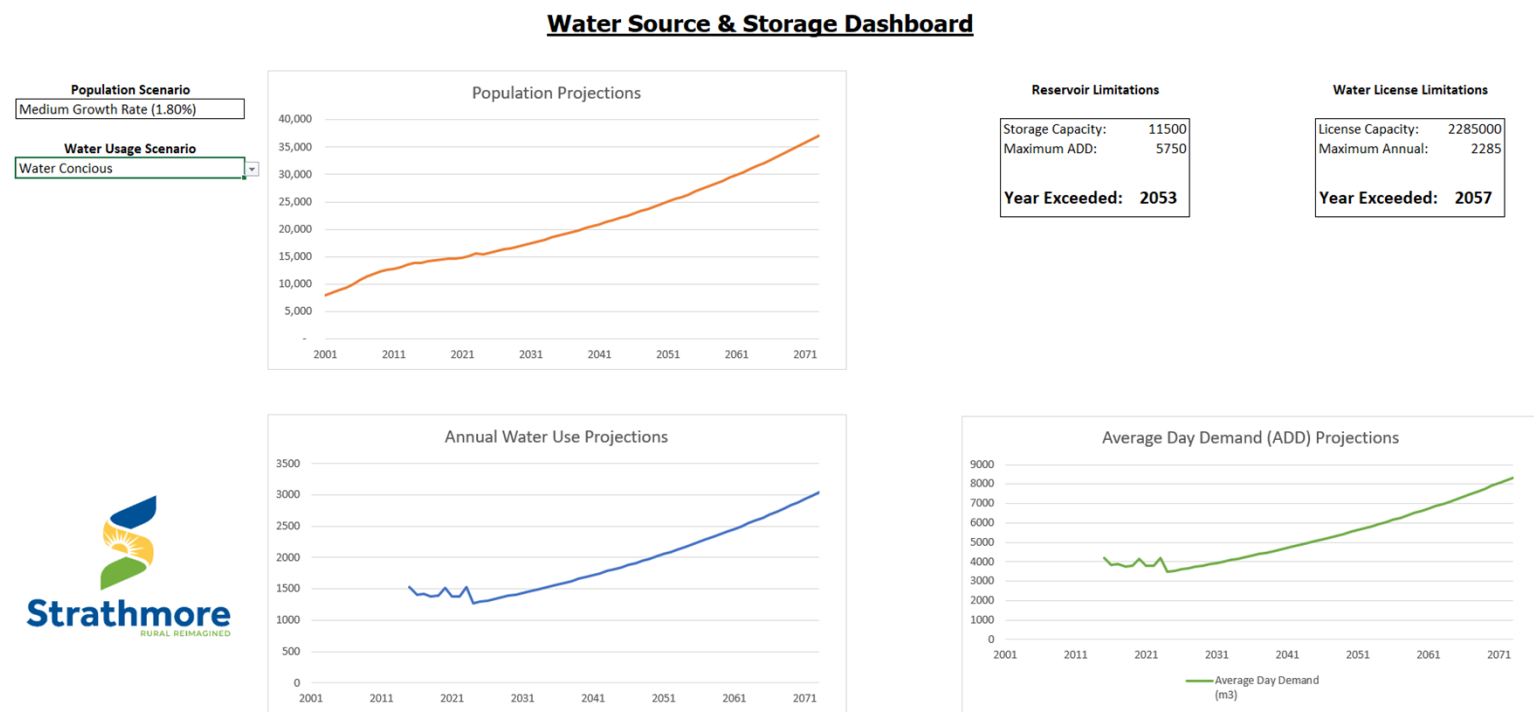 Water Source & Storage Dashboard
Population Scenario
Medium Growth Rate (1.80%)
Water Usage Scenario
Water Concious
Population Projections
40,000
35,000
30,000
25,000
20,000
15,000
10,000
5,000
-
2001 2011 2021 2031 2041 2051 2061 2071
Reservoir Limitations
Storage Capacity: 11500
Maximum ADD: 5750
Year Exceeded: 2053
Water License Limitations
License Capacity: 2285000
Maximum Annual: 2285
Year Exceeded: 2057
Strathmore
RURAL REIMAGINED
Annual Water Use Projections
3500
3000
2500
2000
1500
1000
500
0
2001 2011 2021 2031 2041 2051 2061 2071
Average Day Demand (ADD) Projections
9000
8000
7000
6000
5000
4000
3000
2000
1000
0
2001 2011 2021 2031 2041 2051 2061 2071
Average Day Demand
(m3)